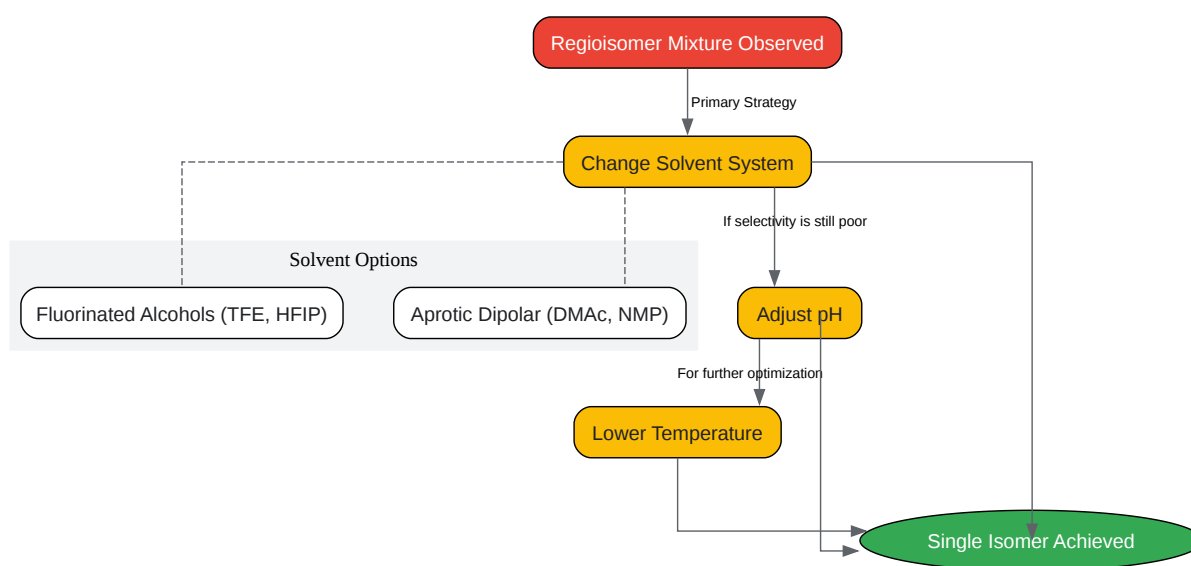 Regioisomer Mixture Observed
Primary Strategy
Change Solvent System
If selectivity is still poor
Solvent Options
Fluorinated Alcohols (TFE, HFIP)
Aprotic Dipolar (DMAc, NMP)
Adjust pH
For further optimization
Lower Temperature
Single Isomer Achieved